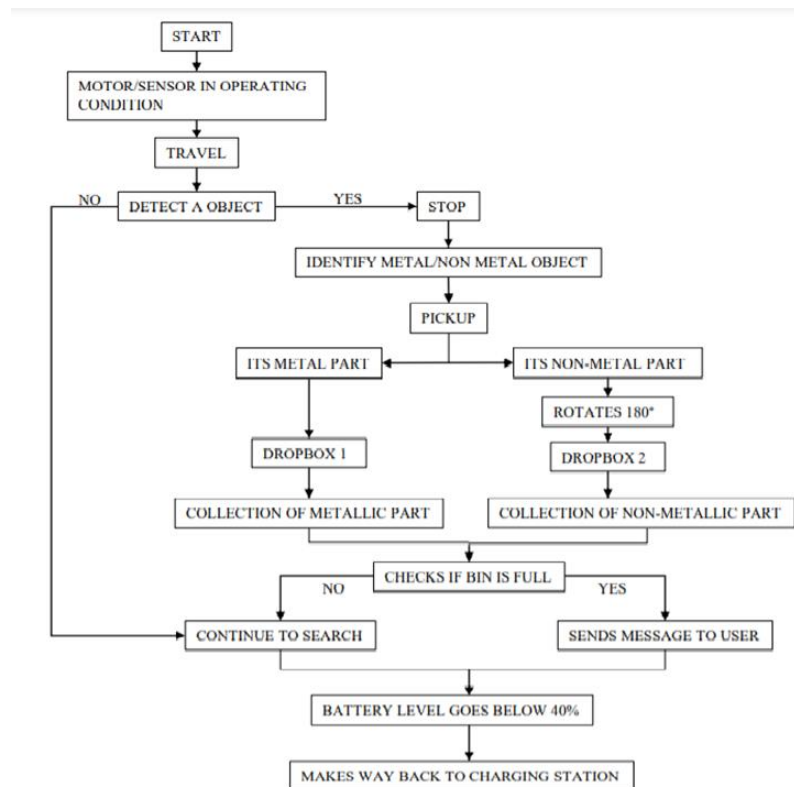 START
MOTOR/SENSOR IN OPERATING
CONDITION
TRAVEL
NO
DETECT A OBJECT
YES
STOP
IDENTIFY METAL/NON METAL OBJECT
PICKUP
ITS METAL PART
ITS NON-METAL PART
ROTATES 180°
DROPBOX 1
DROPBOX 2
COLLECTION OF METALLIC PART
COLLECTION OF NON-METALLIC PART
CHECKS IF BIN IS FULL
NO
YES
CONTINUE TO SEARCH
SENDS MESSAGE TO USER
BATTERY LEVEL GOES BELOW 40%
MAKES WAY BACK TO CHARGING STATION